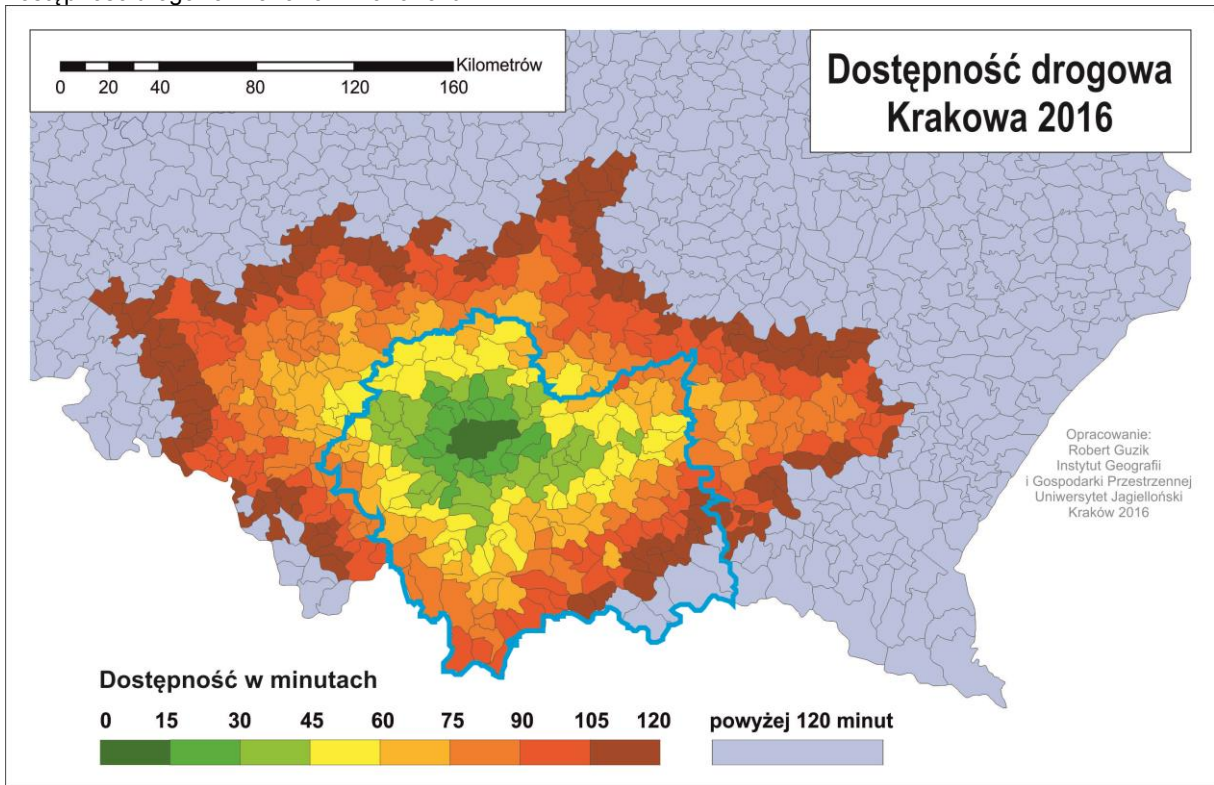 Kilometrów
0 20 40 80 120 160
Dostępność drogowa
Krakowa 2016
Opracowanie:
Robert Guzik
Instytut Geografii
i Gospodarki Przestrzennej
Uniwersytet Jagielloński
Kraków 2016
Dostępność w minutach
0 15 30 45 60 75 90 105 120 powyżej 120 minut